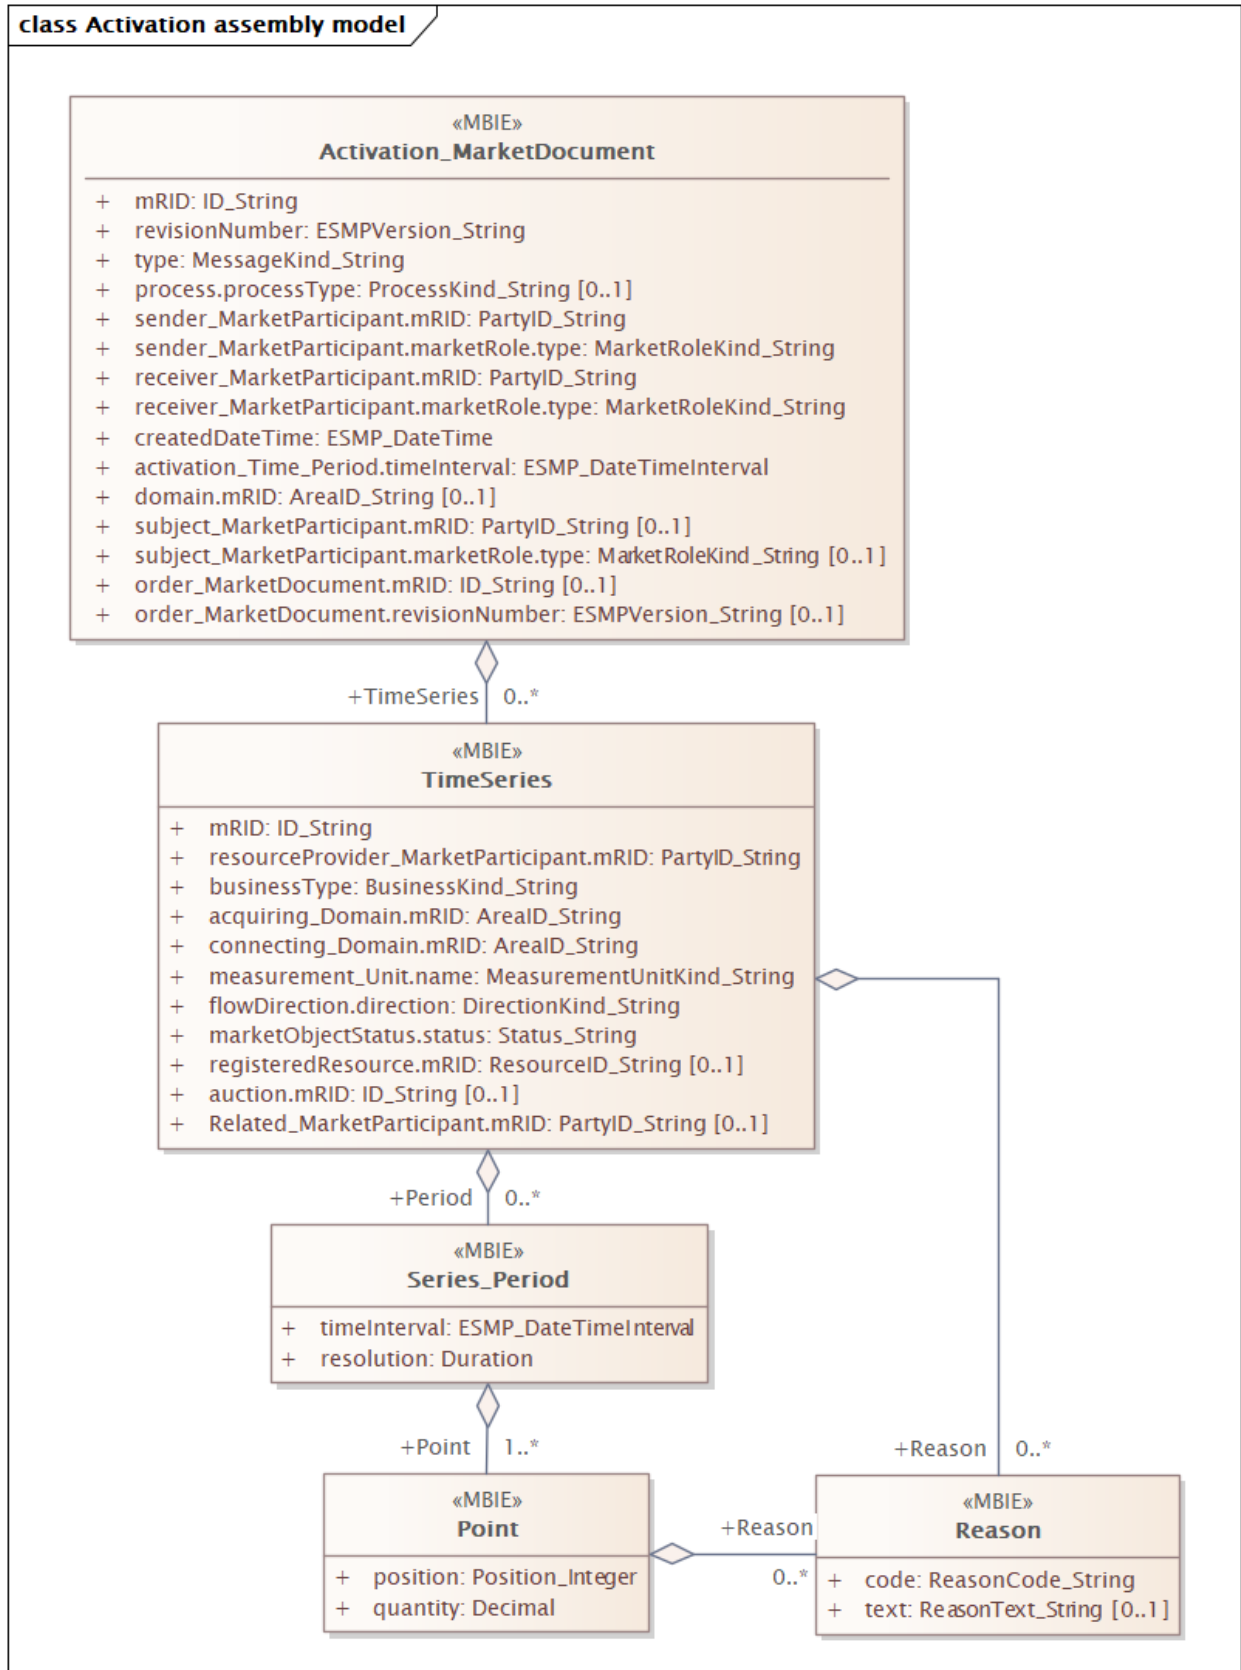 class Activation assembly model
«MBIE»
Activation_MarketDocument
+ mRID: ID_String
+ revisionNumber: ESMPVersion_String
+ type: MessageKind_String
+ process.processType: ProcessKind_String [0..1]
+ sender_MarketParticipant.mRID: PartyID_String
+ sender_MarketParticipant.marketRole.type: MarketRoleKind_String
+ receiver_MarketParticipant.mRID: PartyID_String
+ receiver_MarketParticipant.marketRole.type: MarketRoleKind_String
+ createdDateTime: ESMP_DateTime
+ activation_Time_Period.timeInterval: ESMP_DateTimeInterval
+ domain.mRID: AreaID_String [0..1]
+ subject_MarketParticipant.mRID: PartyID_String [0..1]
+ subject_MarketParticipant.marketRole.type: MarketRoleKind_String [0..1]
+ order_MarketDocument.mRID: ID_String [0..1]
+ order_MarketDocument.revisionNumber: ESMPVersion_String [0..1]
+TimeSeries 0..*
«MBIE»
TimeSeries
+ mRID: ID_String
+ resourceProvider_MarketParticipant.mRID: PartyID_String
+ businessType: BusinessKind_String
+ acquiring_Domain.mRID: AreaID_String
+ connecting_Domain.mRID: AreaID_String
+ measurement_Unit.name: MeasurementUnitKind_String
+ flowDirection.direction: DirectionKind_String
+ marketObjectStatus.status: Status_String
+ registeredResource.mRID: ResourceID_String [0..1]
+ auction.mRID: ID_String [0..1]
+ Related_MarketParticipant.mRID: PartyID_String [0..1]
+Period 0..*
«MBIE»
Series_Period
+ timeInterval: ESMP_DateTimeInterval
+ resolution: Duration
+Point 1..*
+Reason 0..*
«MBIE»
Point
+ position: Position_Integer
+ quantity: Decimal
+Reason
0..*
«MBIE»
Reason
+ code: ReasonCode_String
+ text: ReasonText_String [0..1]